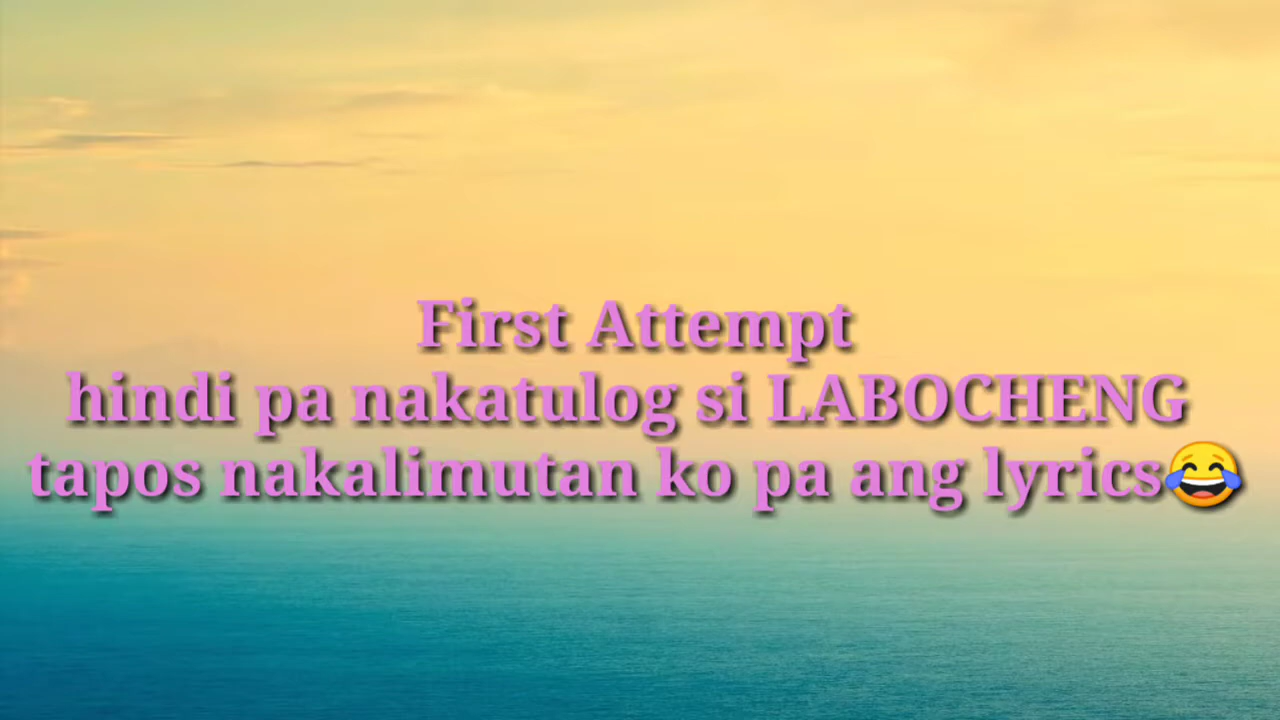 First Attempt
hindi pa nakatulog si LABOCHENG
tapos nakalimutan ko pa ang lyrics😂